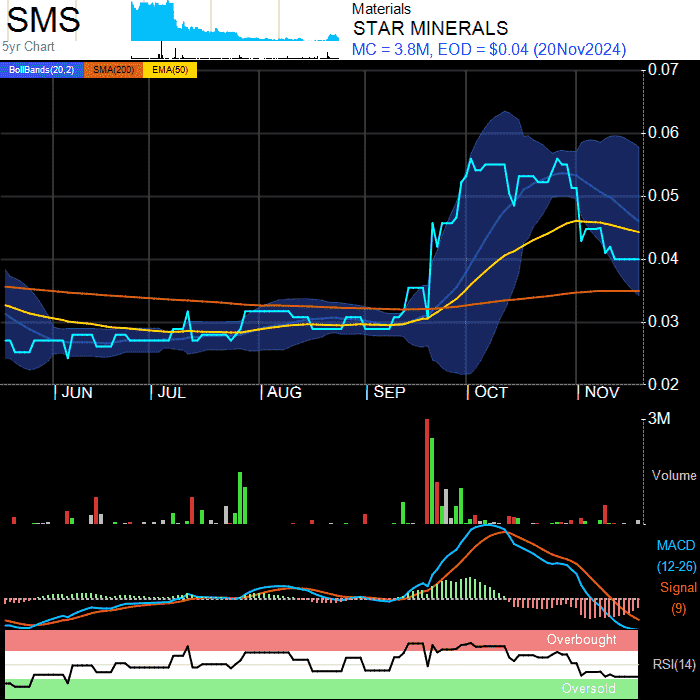 SMS
5yr Chart
Materials
STAR MINERALS
MC = 3.8M, EOD = $0.04 (20Nov2024)
BollBands(20,2) SMA(200) EMA(50)
0.07
0.06
0.05
0.04
0.03
0.02
JUN JUL AUG SEP OCT NOV
3M
Volume
MACD
(12-26)
Signal
(9)
Overbought
RSI(14)
Oversold